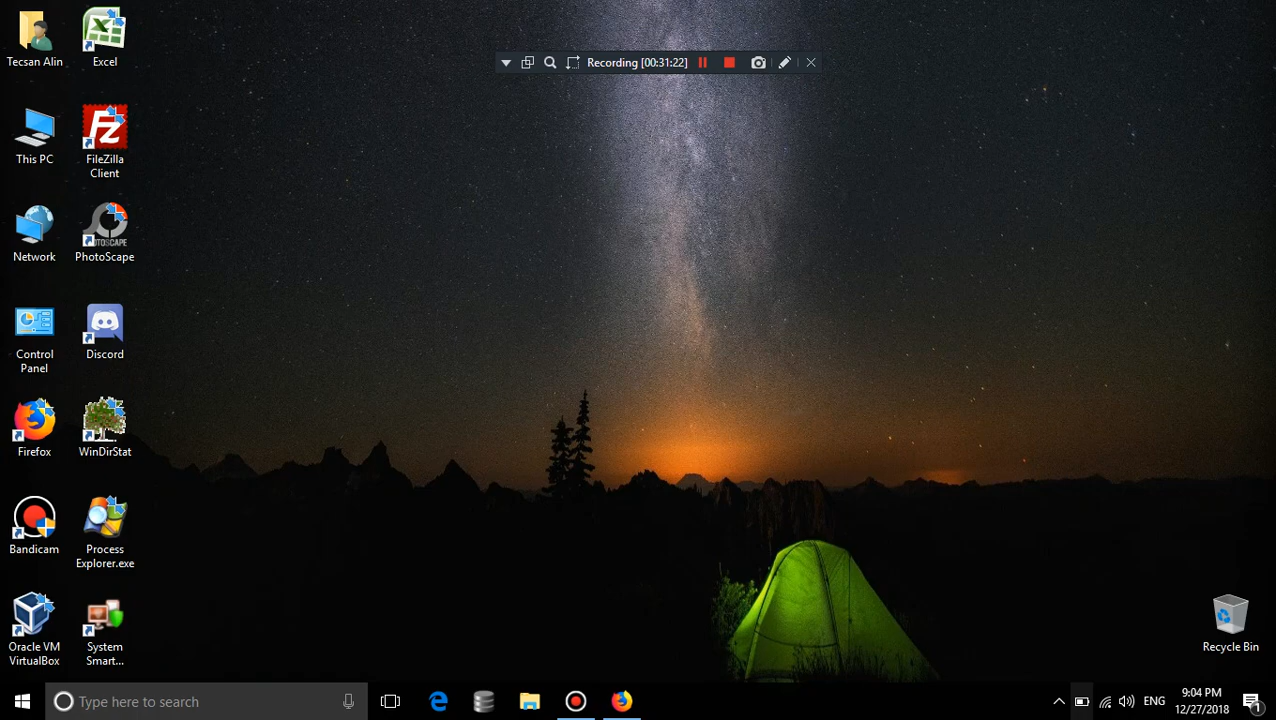 Recording [00:31:22]
Tecsan Alin
Excel
This PC
FileZilla
Client
Network
PHOTOSCAPE
PhotoScape
Control
Panel
Discord
Firefox
WinDirStat
Bandicam
Process
Explorer.exe
Oracle VM
VirtualBox
System
Smart...
Recycle Bin
Type here to search
ENG
9:04 PM
12/27/2018
1